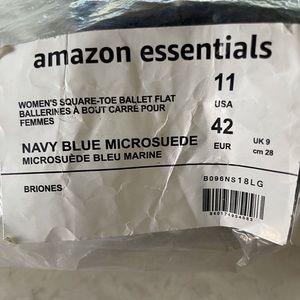 amazon essentials
WOMEN'S SQUARE-TOE BALLET FLAT
BALLERINES À BOUT CARRÉ POUR
FEMMES
11
USA
NAVY BLUE MICROSUEDE
MICROSUÈDE BLEU MARINE
42
EUR
UK 9
cm 28
BRIONES
B096NS18LG